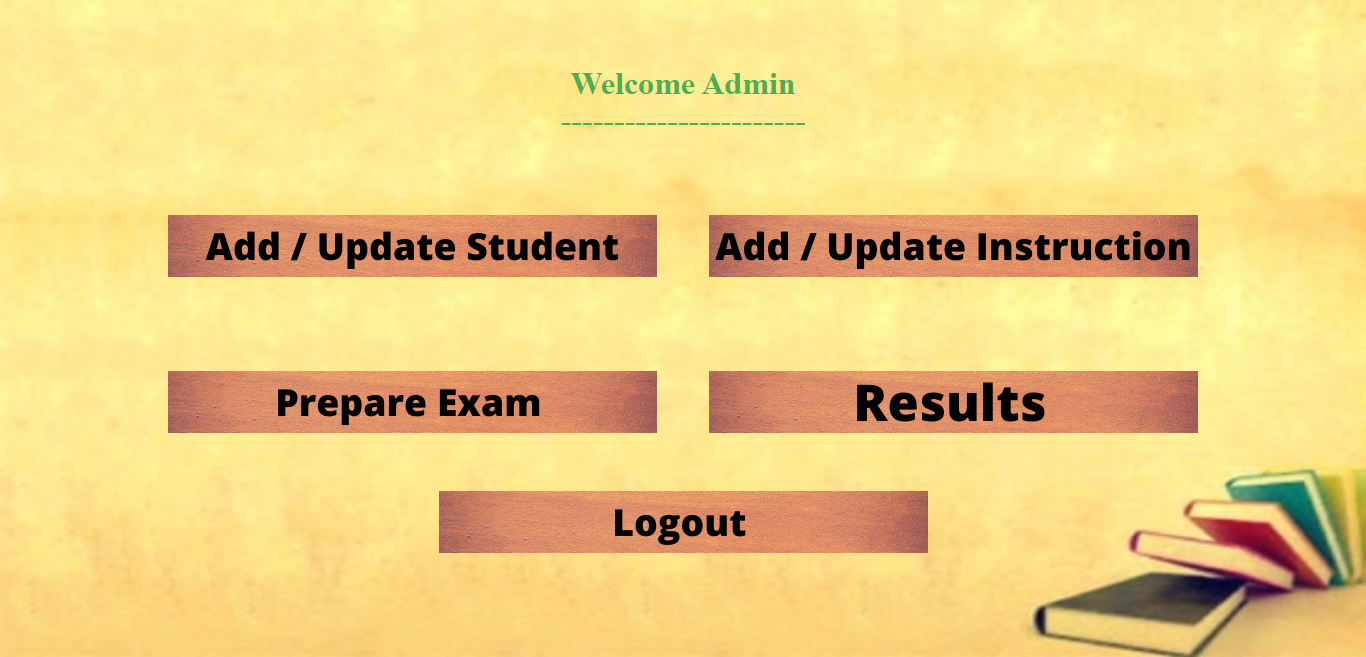 Welcome Admin
-----------------------
Add / Update Student
Add / Update Instruction
Prepare Exam
Results
Logout